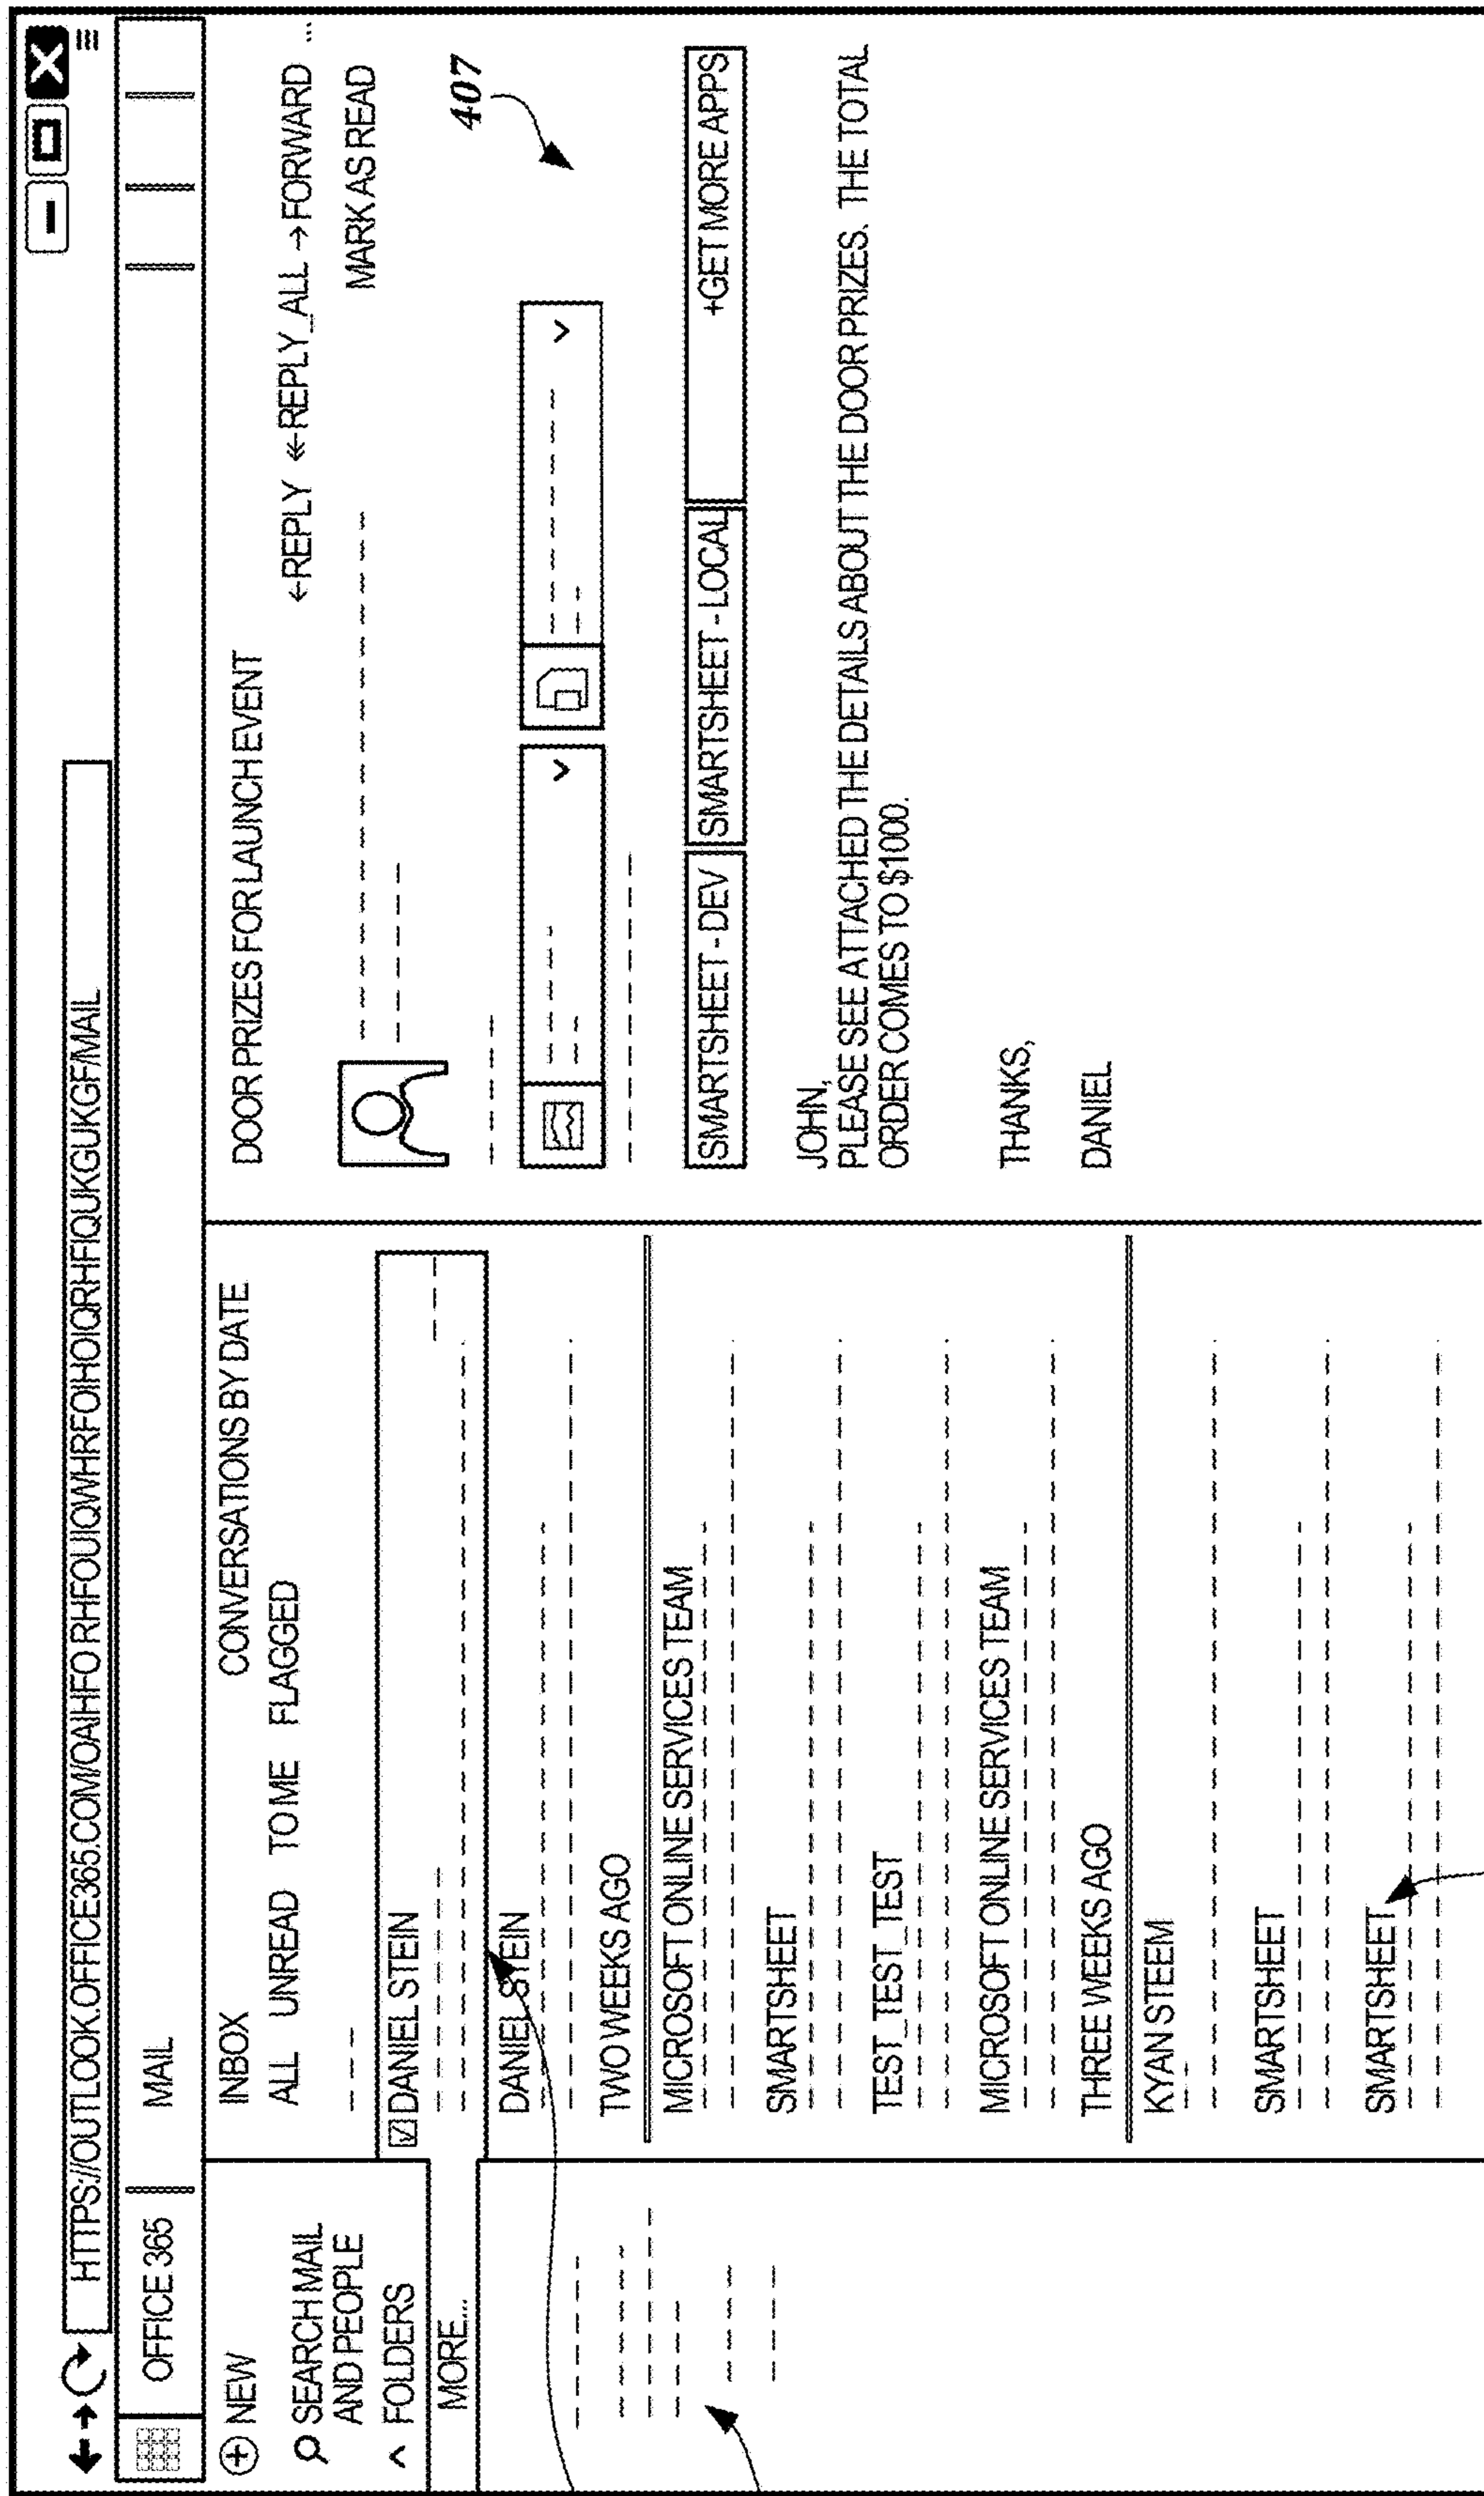 HTTPS://OUTLOOK.OFFICE365.COM/OAIHFO RHFOUIQWHRFOIHOIQRHFIQUKGUKGF/MAIL
OFFICE 365
MAIL
NEW
SEARCH MAIL
AND PEOPLE
FOLDERS
MORE...
INBOX
CONVERSATIONS BY DATE
ALL UNREAD TO ME FLAGGED
DANIEL STEIN
DANIEL STEIN
TWO WEEKS AGO
MICROSOFT ONLINE SERVICES TEAM
SMARTSHEET
TEST_TEST_TEST
MICROSOFT ONLINE SERVICES TEAM
THREE WEEKS AGO
KYAN STEEM
SMARTSHEET
SMARTSHEET
DOOR PRIZES FOR LAUNCH EVENT
←REPLY ↞REPLY_ALL →FORWARD ...
MARK AS READ
407
SMARTSHEET - DEV
SMARTSHEET - LOCAL
+GET MORE APPS
JOHN,
PLEASE SEE ATTACHED THE DETAILS ABOUT THE DOOR PRIZES. THE TOTAL
ORDER COMES TO $1000.
THANKS,
DANIEL